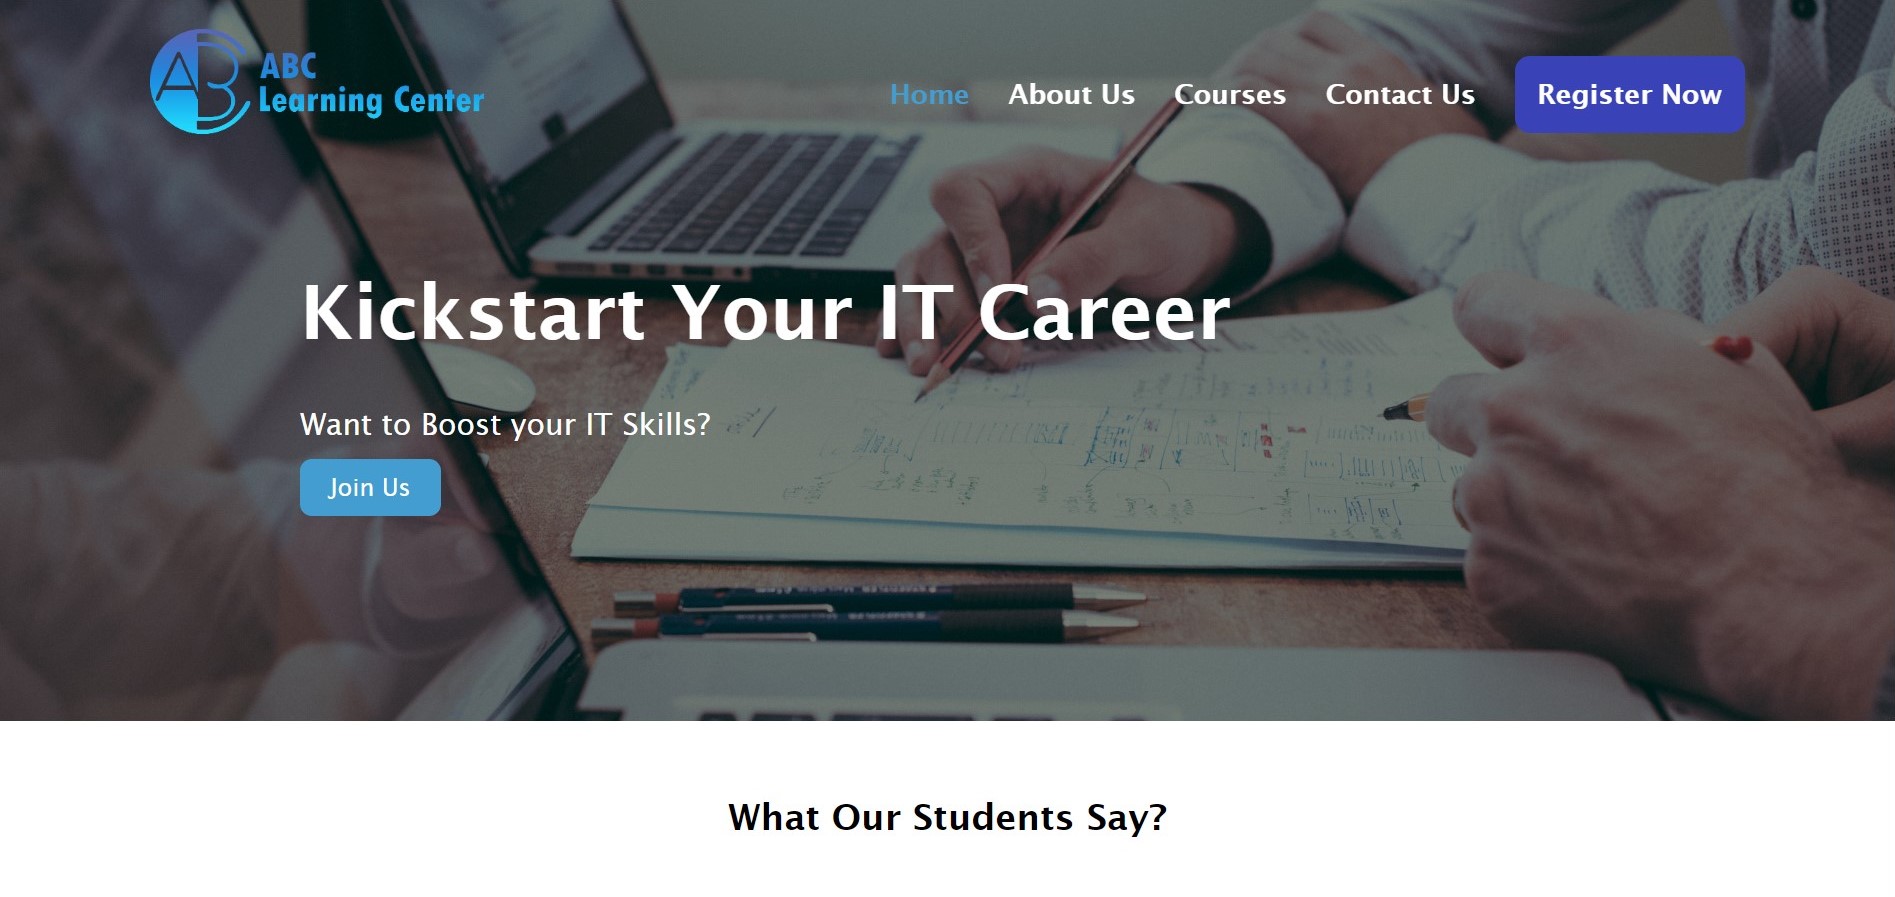 ABC
Learning Center
Home About Us Courses Contact Us Register Now
Kickstart Your IT Career
Want to Boost your IT Skills?
Join Us
What Our Students Say?